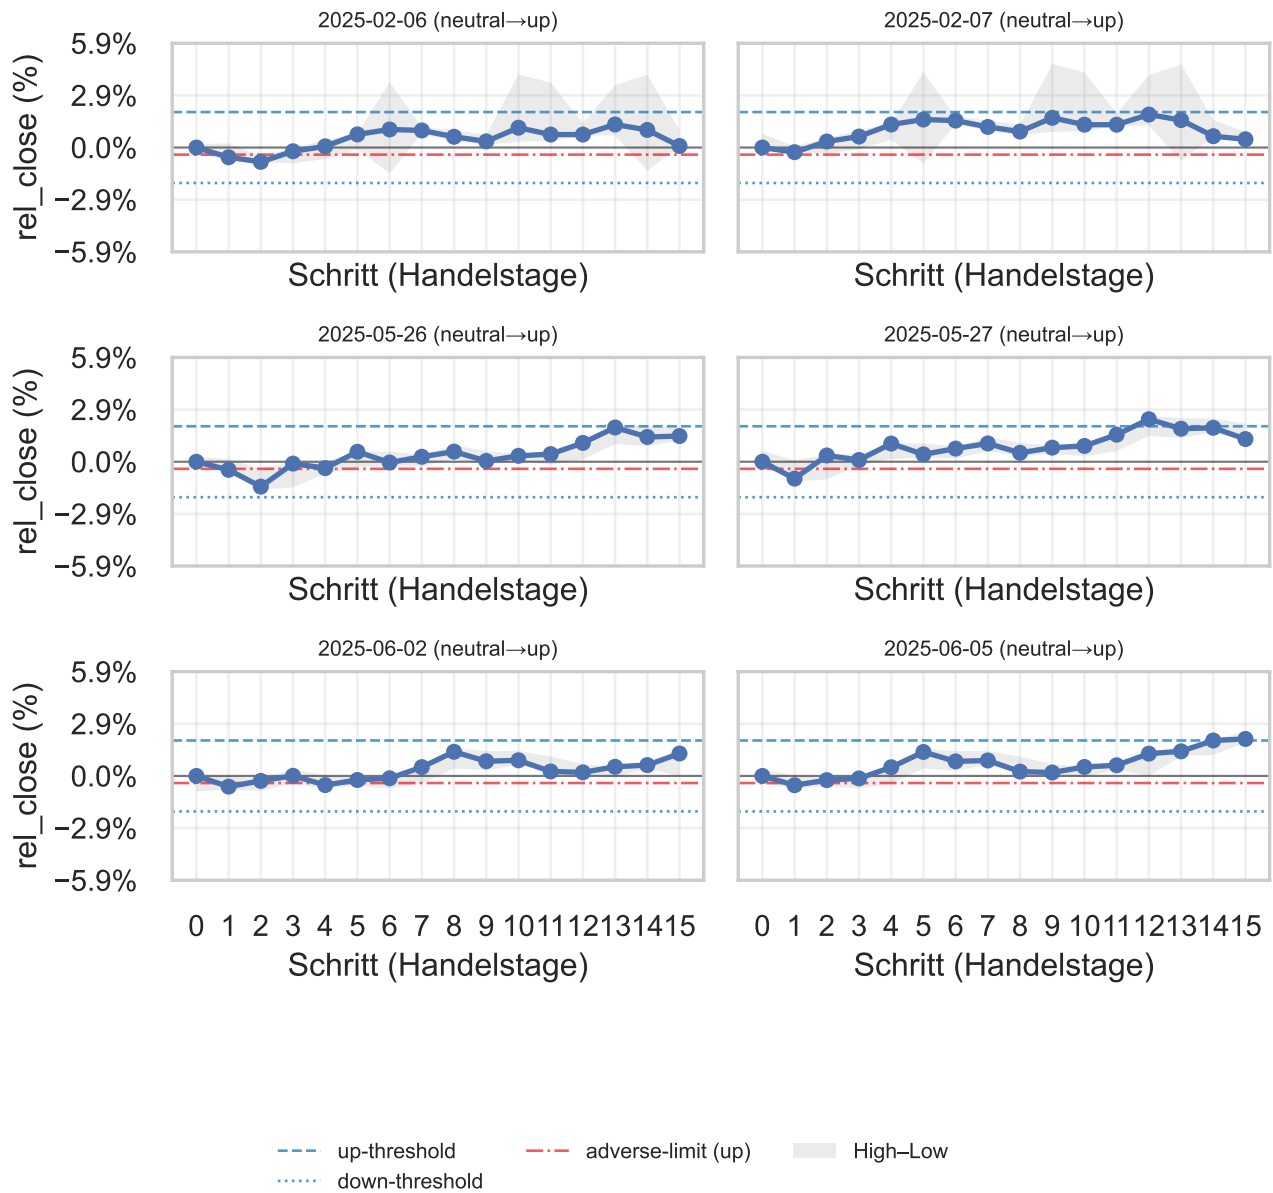 2025-02-06 (neutral→up)
2025-02-07 (neutral→up)
rel_close (%)
5.9%
2.9%
0.0%
−2.9%
−5.9%
Schritt (Handelstage)
Schritt (Handelstage)
2025-05-26 (neutral→up)
2025-05-27 (neutral→up)
rel_close (%)
5.9%
2.9%
0.0%
−2.9%
−5.9%
Schritt (Handelstage)
Schritt (Handelstage)
2025-06-02 (neutral→up)
2025-06-05 (neutral→up)
rel_close (%)
5.9%
2.9%
0.0%
−2.9%
−5.9%
0 1 2 3 4 5 6 7 8 9 10 11 12 13 14 15
0 1 2 3 4 5 6 7 8 9 10 11 12 13 14 15
Schritt (Handelstage)
Schritt (Handelstage)
up-threshold
adverse-limit (up)
High–Low
down-threshold